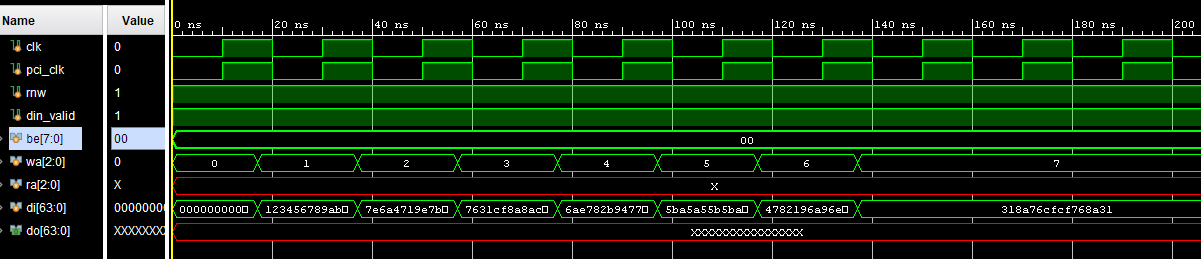 Name Value 0 ns 20 ns 40 ns 60 ns 80 ns 100 ns 120 ns 140 ns 160 ns 180 ns 200
clk 0
pci_clk 0
rnw 1
din_valid 1
be[7:0] 00 00
wa[2:0] 0 0 1 2 3 4 5 6 7
ra[2:0] X X
di[63:0] 00000000 000000000 123456789ab 7e6a4719e7b 7631cf8a8ac 6ae782b9477 5ba5a55b5ba 4782196a96e 318a76cfcf768a31
do[63:0] XXXXXXXX XXXXXXXXXXXXXXXX